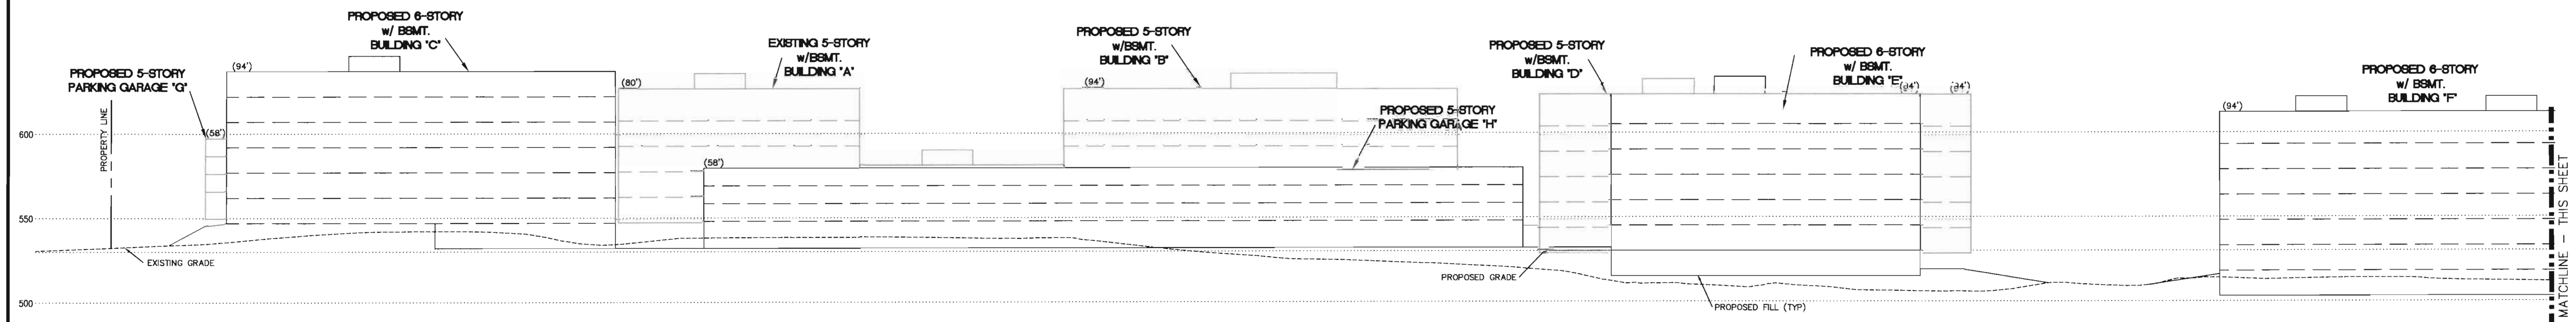 PROPOSED 6-STORY
w/ BSMT.
BUILDING "C"
PROPOSED 5-STORY
PARKING GARAGE "G"
(94')
(58')
PROPERTY LINE
EXISTING 5-STORY
w/BSMT.
BUILDING "A"
(80')
(58')
PROPOSED 5-STORY
w/BSMT.
BUILDING "B"
(94')
PROPOSED 5-STORY
PARKING GARAGE "H"
PROPOSED 5-STORY
w/BSMT.
BUILDING "D"
PROPOSED 6-STORY
w/ BSMT.
BUILDING "E"
(94')
(94')
PROPOSED 6-STORY
w/ BSMT.
BUILDING "F"
(94')
600
550
500
EXISTING GRADE
PROPOSED GRADE
PROPOSED FILL (TYP)
MATCHLINE - THIS SHEET